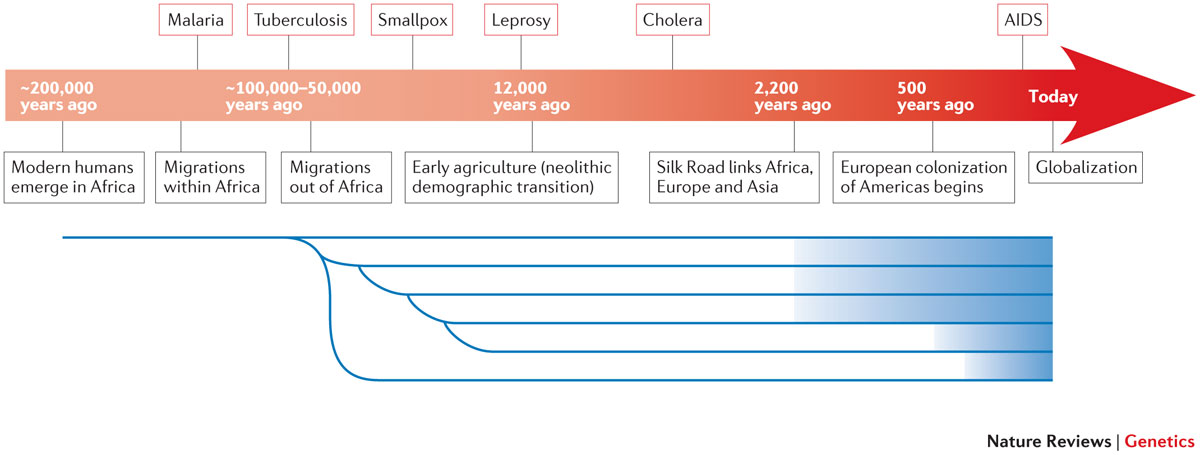 Malaria
Tuberculosis
Smallpox
Leprosy
Cholera
AIDS
~200,000
years ago
~100,000–50,000
years ago
12,000
years ago
2,200
years ago
500
years ago
Today
Modern humans
emerge in Africa
Migrations
within Africa
Migrations
out of Africa
Early agriculture (neolithic
demographic transition)
Silk Road links Africa,
Europe and Asia
European colonization
of Americas begins
Globalization
Nature Reviews | Genetics